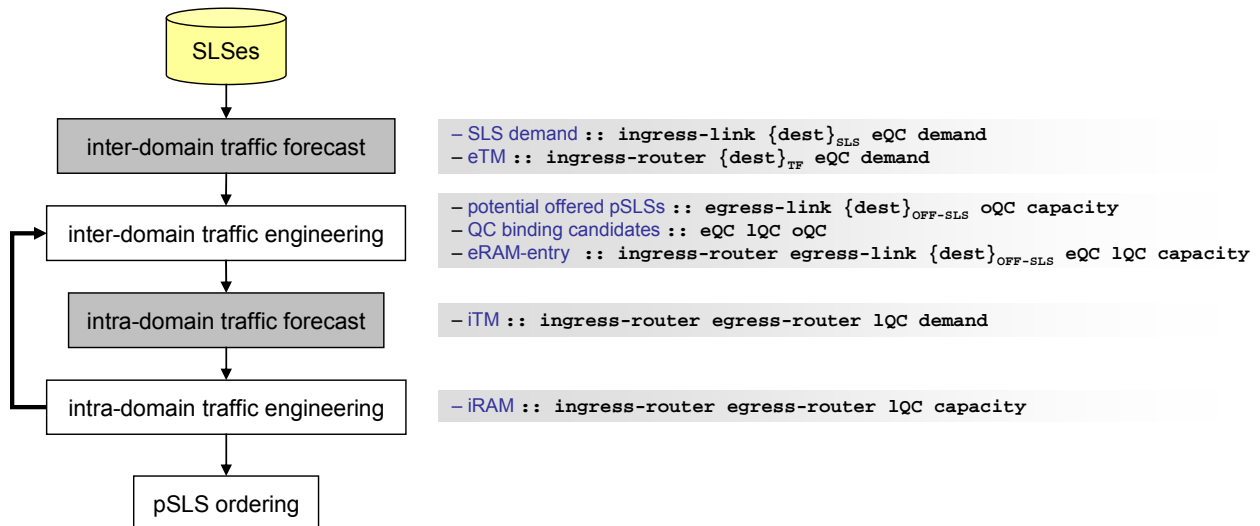 SLSes
inter-domain traffic forecast
– SLS demand :: ingress-link {dest}SLS eQC demand
– eTM :: ingress-router {dest}TF eQC demand
inter-domain traffic engineering
– potential offered pSLSs :: egress-link {dest}OFF-SLS oQC capacity
– QC binding candidates :: eQC lQC oQC
– eRAM-entry :: ingress-router egress-link {dest}OFF-SLS eQC lQC capacity
intra-domain traffic forecast
– iTM :: ingress-router egress-router lQC demand
intra-domain traffic engineering
– iRAM :: ingress-router egress-router lQC capacity
pSLS ordering